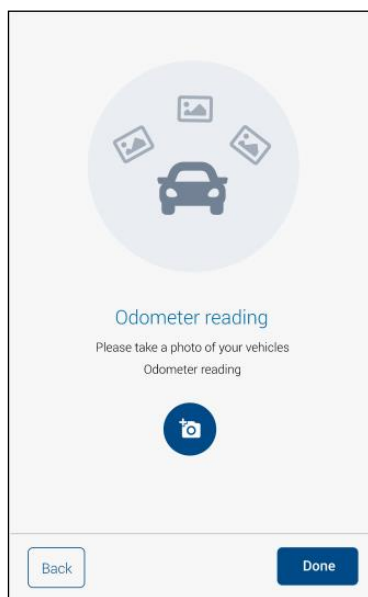 Odometer reading
Please take a photo of your vehicles
Odometer reading
Back
Done